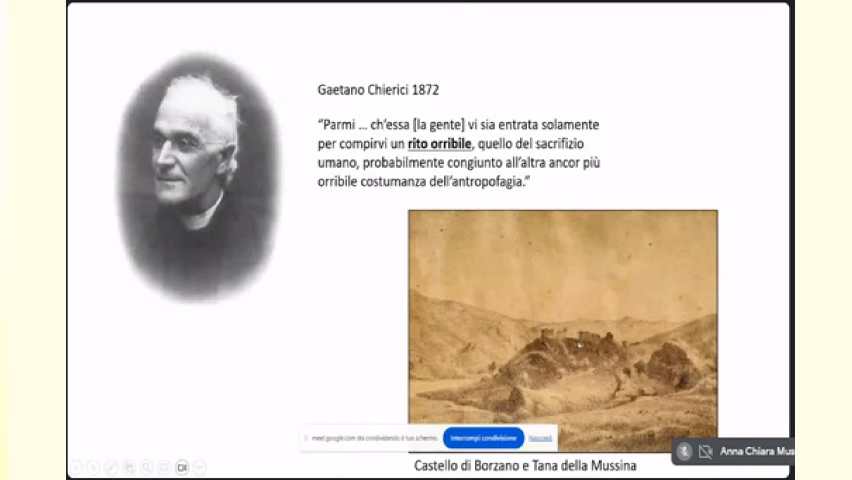 Gaetano Chierici 1872
“Parmi ... ch’essa [la gente] vi sia entrata solamente
per compirvi un rito orribile, quello del sacrifizio
umano, probabilmente congiunto all’altra ancor più
orribile costumanza dell’antropofagia.”
meet.google.com sta condividendo il tuo schermo.
Interrompi condivisione
Nascondi
Anna Chiara Mus
Castello di Borzano e Tana della Mussina